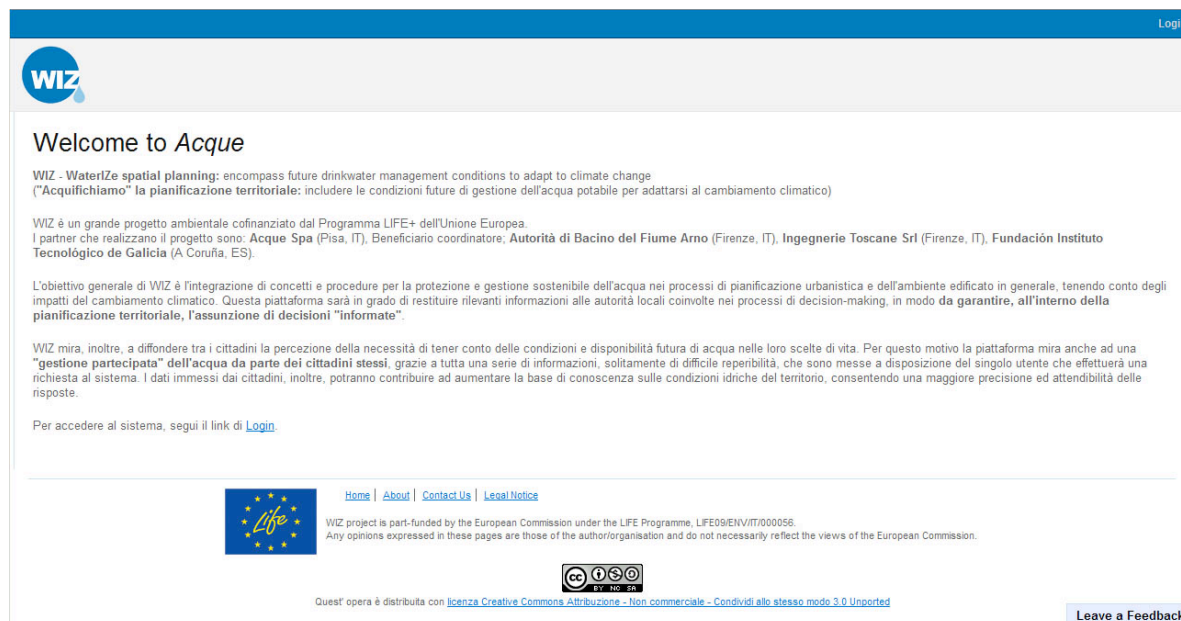 Logi
WIZ
Welcome to Acque
WIZ - WaterIZe spatial planning: encompass future drinkwater management conditions to adapt to climate change
("Acquifichiamo" la pianificazione territoriale: includere le condizioni future di gestione dell'acqua potabile per adattarsi al cambiamento climatico)
WIZ è un grande progetto ambientale cofinanziato dal Programma LIFE+ dell'Unione Europea.
I partner che realizzano il progetto sono: Acque Spa (Pisa, IT), Beneficiario coordinatore; Autorità di Bacino del Fiume Arno (Firenze, IT), Ingegnerie Toscane Srl (Firenze, IT), Fundación Instituto
Tecnológico de Galicia (A Coruña, ES).
L'obiettivo generale di WIZ è l'integrazione di concetti e procedure per la protezione e gestione sostenibile dell'acqua nei processi di pianificazione urbanistica e dell'ambiente edificato in generale, tenendo conto degli
impatti del cambiamento climatico. Questa piattaforma sarà in grado di restituire rilevanti informazioni alle autorità locali coinvolte nei processi di decision-making, in modo da garantire, all'interno della
pianificazione territoriale, l'assunzione di decisioni "informate".
WIZ mira, inoltre, a diffondere tra i cittadini la percezione della necessità di tener conto delle condizioni e disponibilità futura di acqua nelle loro scelte di vita. Per questo motivo la piattaforma mira anche ad una
"gestione partecipata" dell'acqua da parte dei cittadini stessi, grazie a tutta una serie di informazioni, solitamente di difficile reperibilità, che sono messe a disposizione del singolo utente che effettuerà una
richiesta al sistema. I dati immessi dai cittadini, inoltre, potranno contribuire ad aumentare la base di conoscenza sulle condizioni idriche del territorio, consentendo una maggiore precisione ed attendibilità delle
risposte.
Per accedere al sistema, segui il link di Login.
Home | About | Contact Us | Legal Notice
Life
WIZ project is part-funded by the European Commission under the LIFE Programme, LIFE09/ENV/IT/000056.
Any opinions expressed in these pages are those of the author/organisation and do not necessarily reflect the views of the European Commission.
cc BY NC SA
Quest' opera è distribuita con licenza Creative Commons Attribuzione - Non commerciale - Condividi allo stesso modo 3.0 Unported
Leave a Feedback